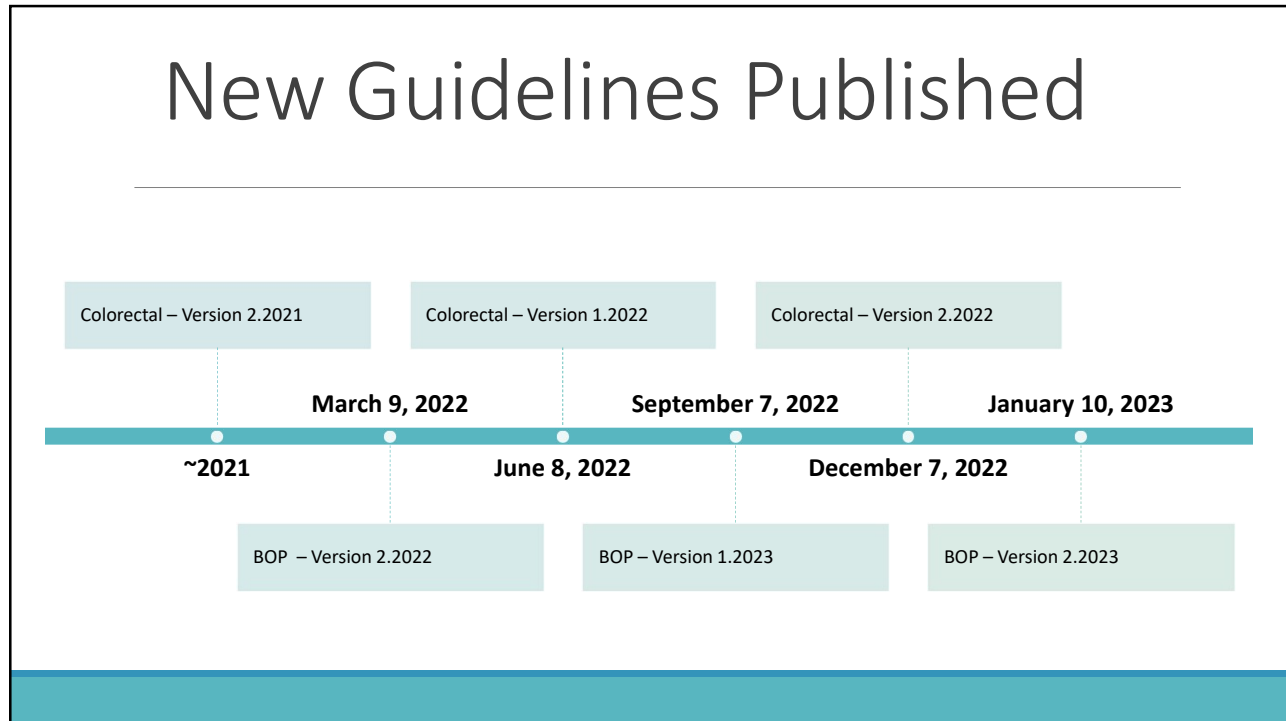 New Guidelines Published
Colorectal – Version 2.2021
Colorectal – Version 1.2022
Colorectal – Version 2.2022
March 9, 2022
September 7, 2022
January 10, 2023
~2021
June 8, 2022
December 7, 2022
BOP – Version 2.2022
BOP – Version 1.2023
BOP – Version 2.2023